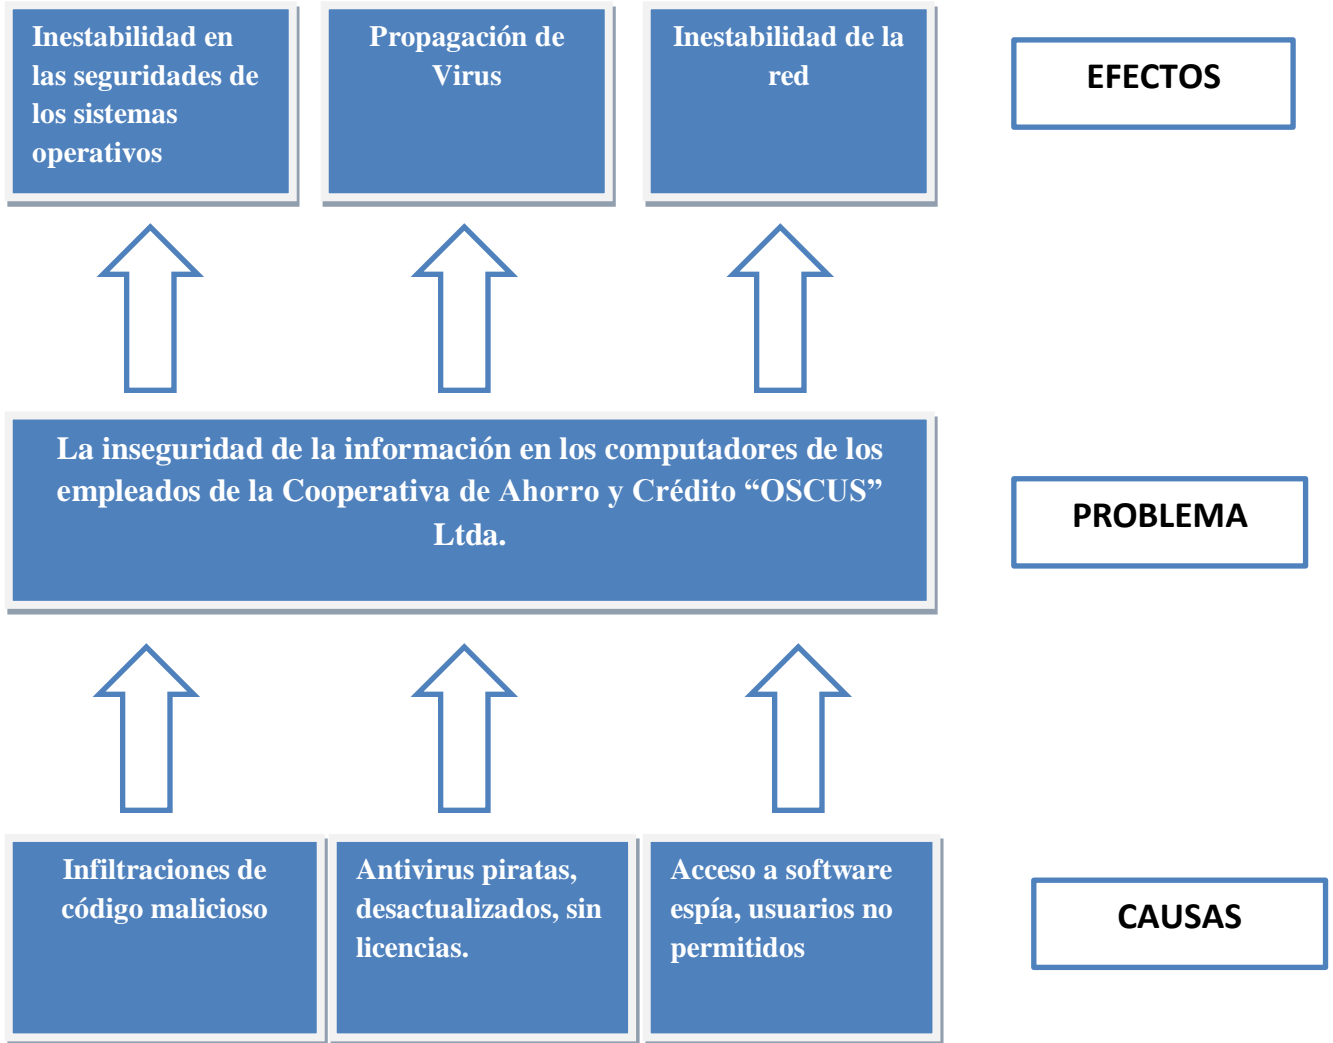 Inestabilidad en
las seguridades de
los sistemas
operativos
Propagación de
Virus
Inestabilidad de la
red
EFECTOS
La inseguridad de la información en los computadores de los
empleados de la Cooperativa de Ahorro y Crédito “OSCUS”
Ltda.
PROBLEMA
Infiltraciones de
código malicioso
Antivirus piratas,
desactualizados, sin
licencias.
Acceso a software
espía, usuarios no
permitidos
CAUSAS